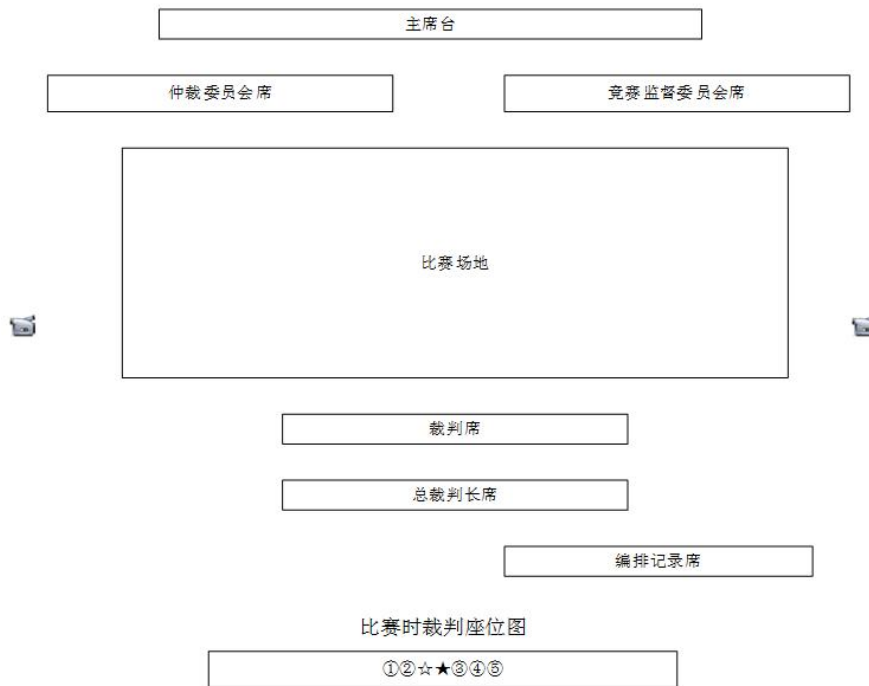 主席台
仲裁委员会席
竞赛监督委员会席
比赛场地
裁判席
总裁判长席
编排记录席
比赛时裁判座位图
①②☆★③④⑤